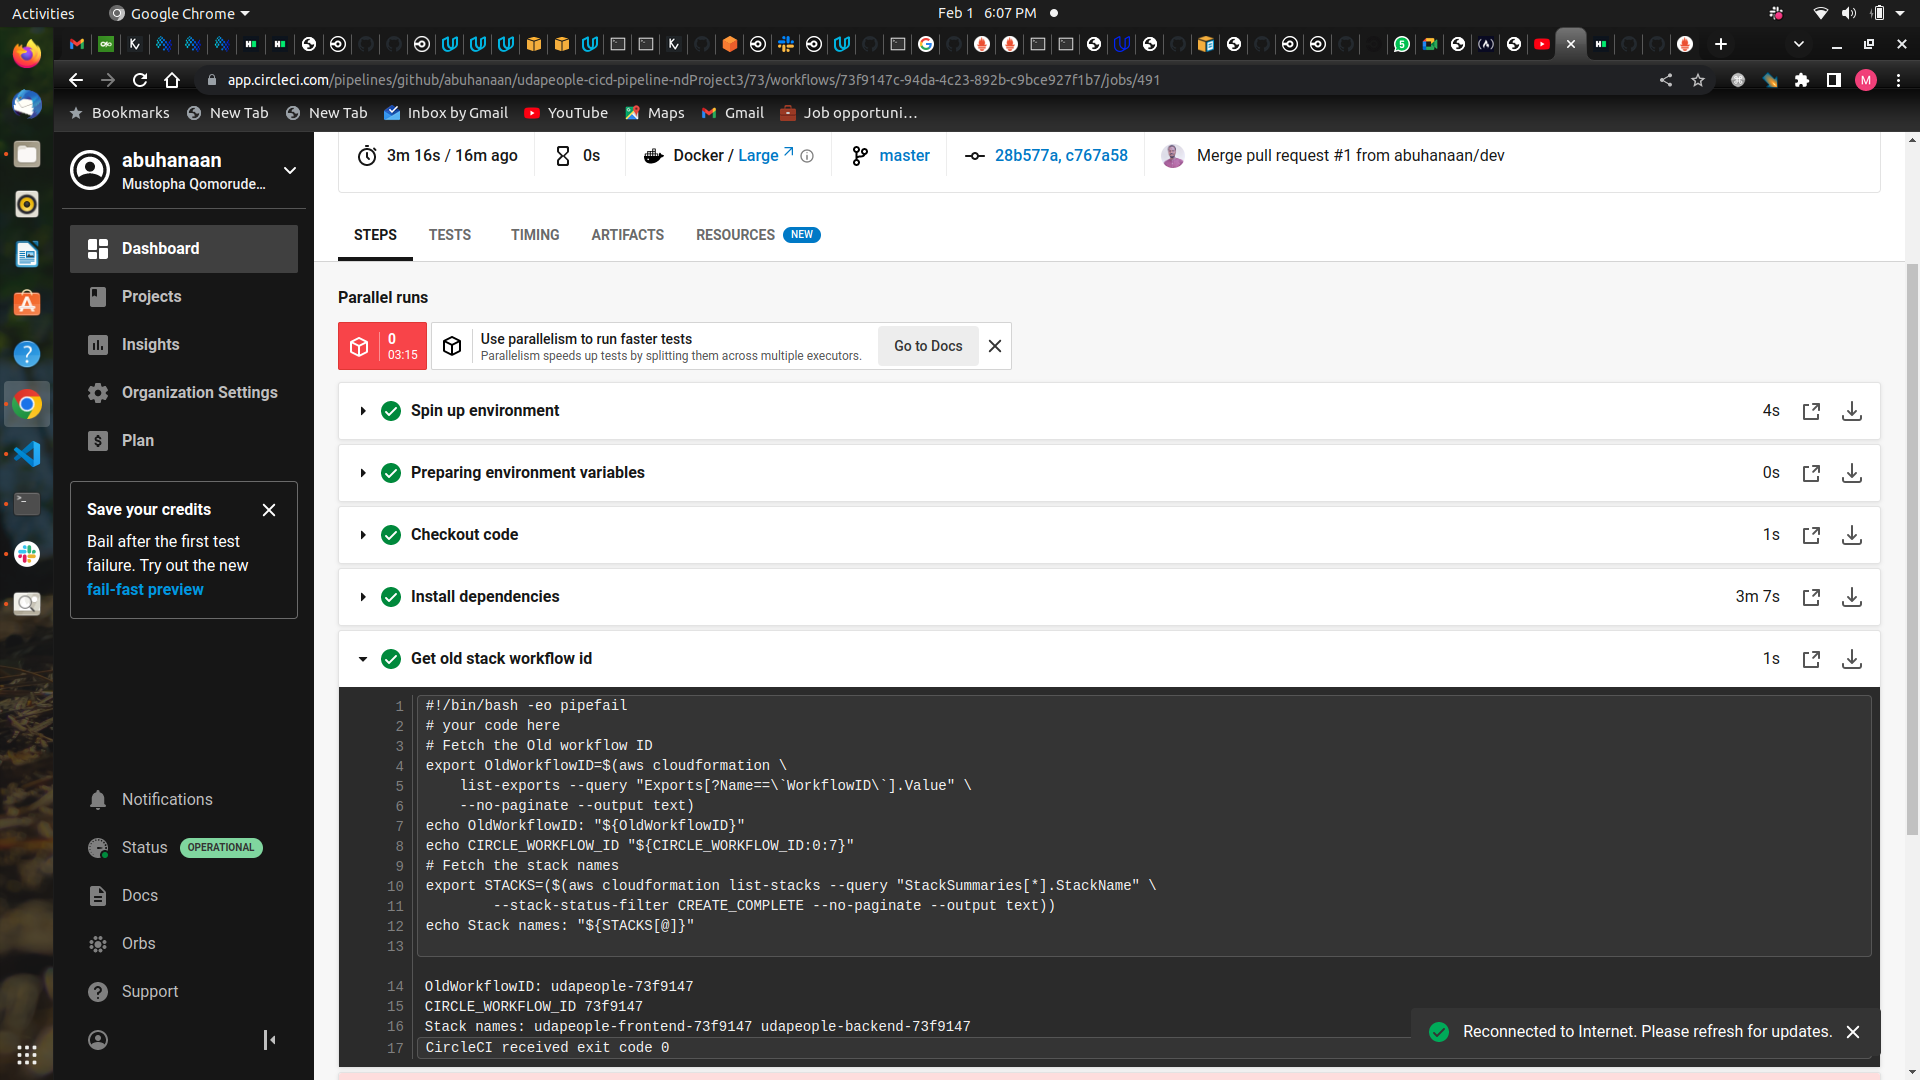 Activities
Google Chrome
Feb 1 6:07 PM
app.circleci.com/pipelines/github/abuhanaan/udapeople-cicd-pipeline-ndProject3/73/workflows/73f9147c-94da-4c23-892b-c9bce927f1b7/jobs/491
M
Bookmarks
New Tab
New Tab
Inbox by Gmail
YouTube
Maps
Gmail
Job opportuni…
abuhanaan
Mustopha Qomorude...
Dashboard
Projects
Insights
Organization Settings
Plan
Save your credits
Bail after the first test
failure. Try out the new
fail-fast preview
Notifications
Status OPERATIONAL
Docs
Orbs
Support
3m 16s / 16m ago
0s
Docker / Large
master
28b577a, c767a58
Merge pull request #1 from abuhanaan/dev
STEPS
TESTS
TIMING
ARTIFACTS
RESOURCES NEW
Parallel runs
0
03:15
Use parallelism to run faster tests
Parallelism speeds up tests by splitting them across multiple executors.
Go to Docs
Spin up environment 4s
Preparing environment variables 0s
Checkout code 1s
Install dependencies 3m 7s
Get old stack workflow id 1s
1 #!/bin/bash -eo pipefail
2 # your code here
3 # Fetch the Old workflow ID
4 export OldWorkflowID=$(aws cloudformation \
5 list-exports --query "Exports[?Name==\`WorkflowID\`].Value" \
6 --no-paginate --output text)
7 echo OldWorkflowID: "${OldWorkflowID}"
8 echo CIRCLE_WORKFLOW_ID "${CIRCLE_WORKFLOW_ID:0:7}"
9 # Fetch the stack names
10 export STACKS=($(aws cloudformation list-stacks --query "StackSummaries[*].StackName" \
11 --stack-status-filter CREATE_COMPLETE --no-paginate --output text))
12 echo Stack names: "${STACKS[@]}"
13
14 OldWorkflowID: udapeople-73f9147
15 CIRCLE_WORKFLOW_ID 73f9147
16 Stack names: udapeople-frontend-73f9147 udapeople-backend-73f9147
17 CircleCI received exit code 0
Reconnected to Internet. Please refresh for updates.